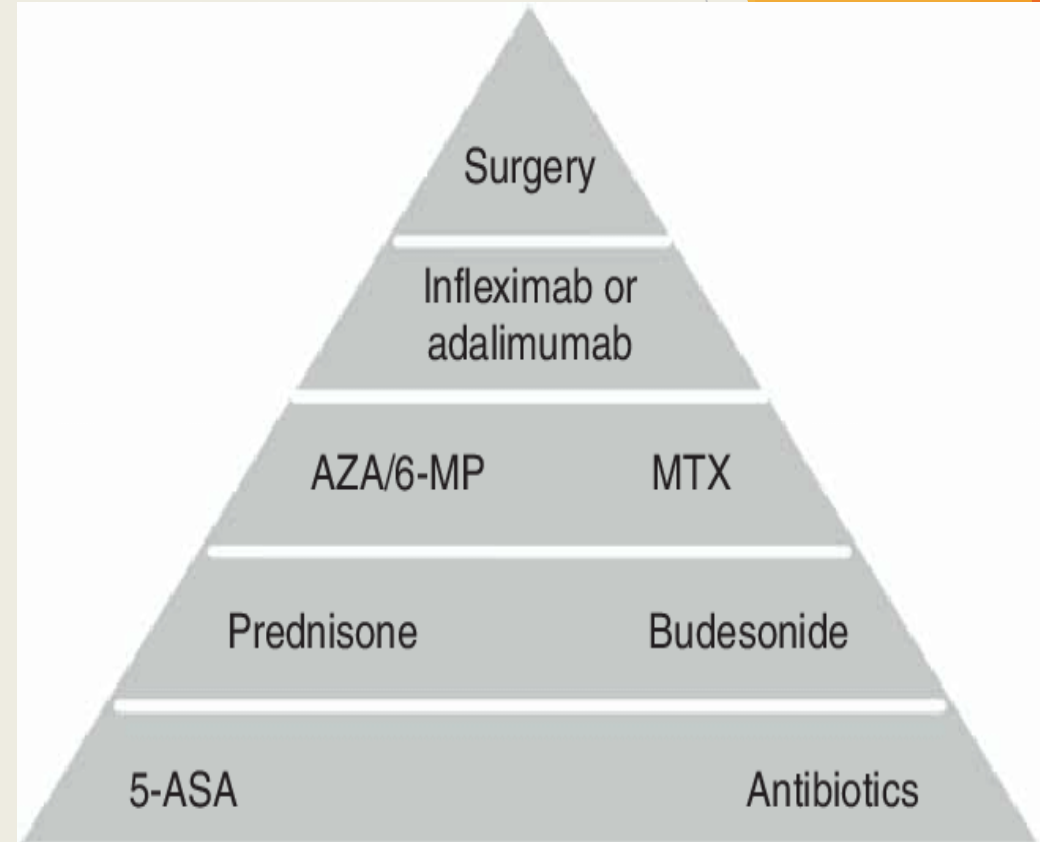 Surgery
Infleximab or
adalimumab
AZA/6-MP MTX
Prednisone Budesonide
5-ASA Antibiotics